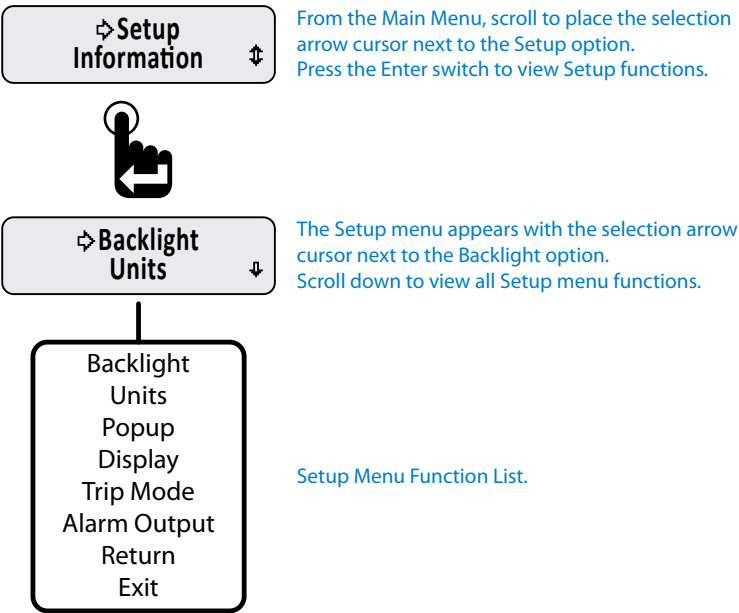 Setup
Information
From the Main Menu, scroll to place the selection
arrow cursor next to the Setup option.
Press the Enter switch to view Setup functions.
Backlight
Units
The Setup menu appears with the selection arrow
cursor next to the Backlight option.
Scroll down to view all Setup menu functions.
Backlight
Units
Popup
Display
Trip Mode
Alarm Output
Return
Exit
Setup Menu Function List.